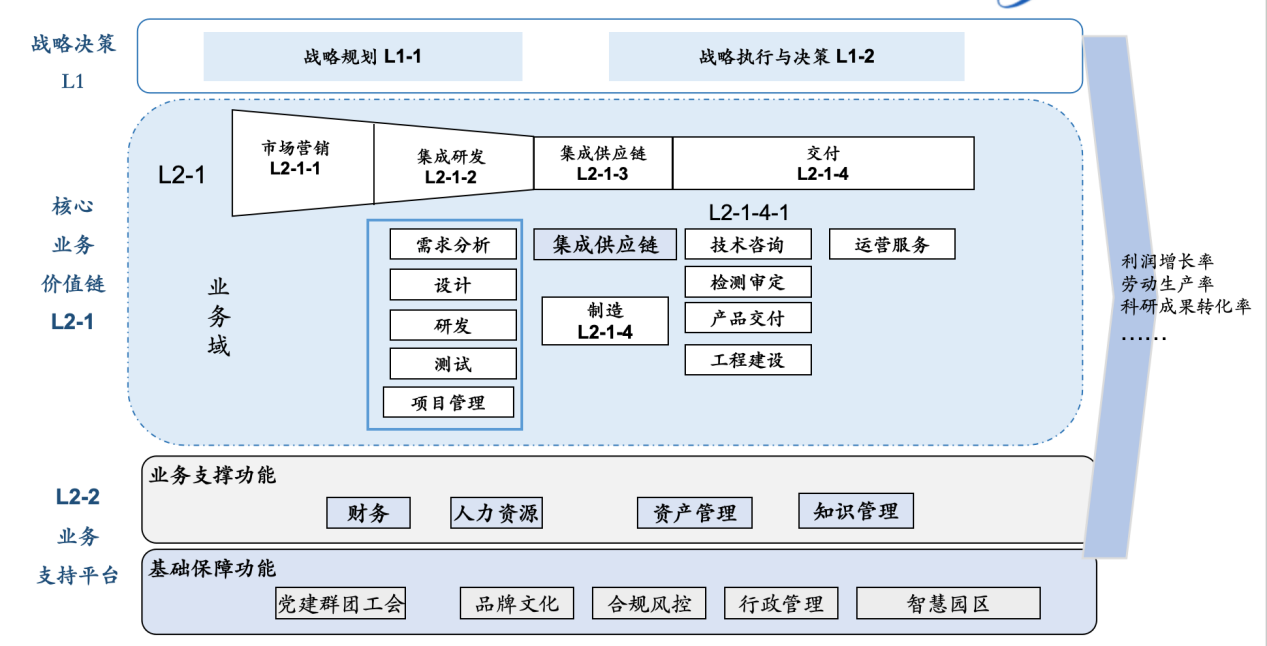 战略决策
L1
战略规划 L1-1
战略执行与决策 L1-2
核心
业务
价值链
L2-1
L2-1
市场营销
L2-1-1
集成研发
L2-1-2
集成供应链
L2-1-3
交付
L2-1-4
L2-1-4-1
业
务
域
需求分析
设计
研发
测试
项目管理
集成供应链
制造
L2-1-4
技术咨询
检测审定
产品交付
工程建设
运营服务
利润增长率
劳动生产率
科研成果转化率
……
L2-2
业务
支持平台
业务支撑功能
财务
人力资源
资产管理
知识管理
基础保障功能
党建群团工会
品牌文化
合规风控
行政管理
智慧园区